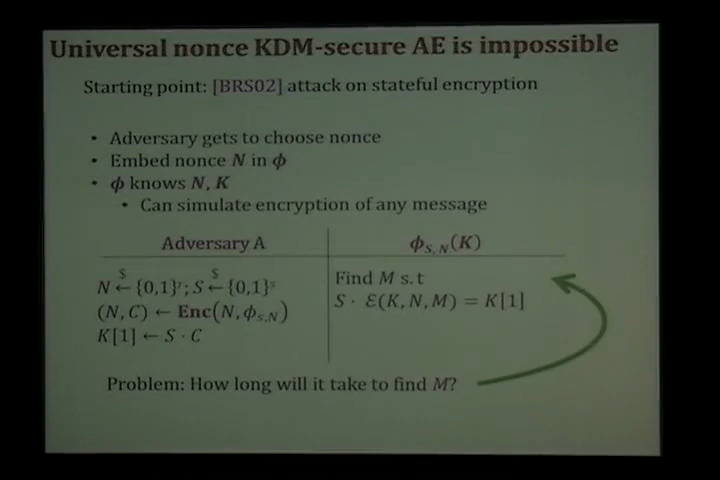 Universal nonce KDM-secure AE is impossible
Starting point: [BRS02] attack on stateful encryption
• Adversary gets to choose nonce
• Embed nonce N in ϕ
• ϕ knows N, K
• Can simulate encryption of any message
Adversary A
N ←$ {0,1}ʳ; S ←$ {0,1}ˢ
(N, C) ← Enc(N, ϕ_{S,N})
K[1] ← S · C
ϕ_{S,N}(K)
Find M s.t
S · ℰ(K, N, M) = K[1]
Problem: How long will it take to find M?